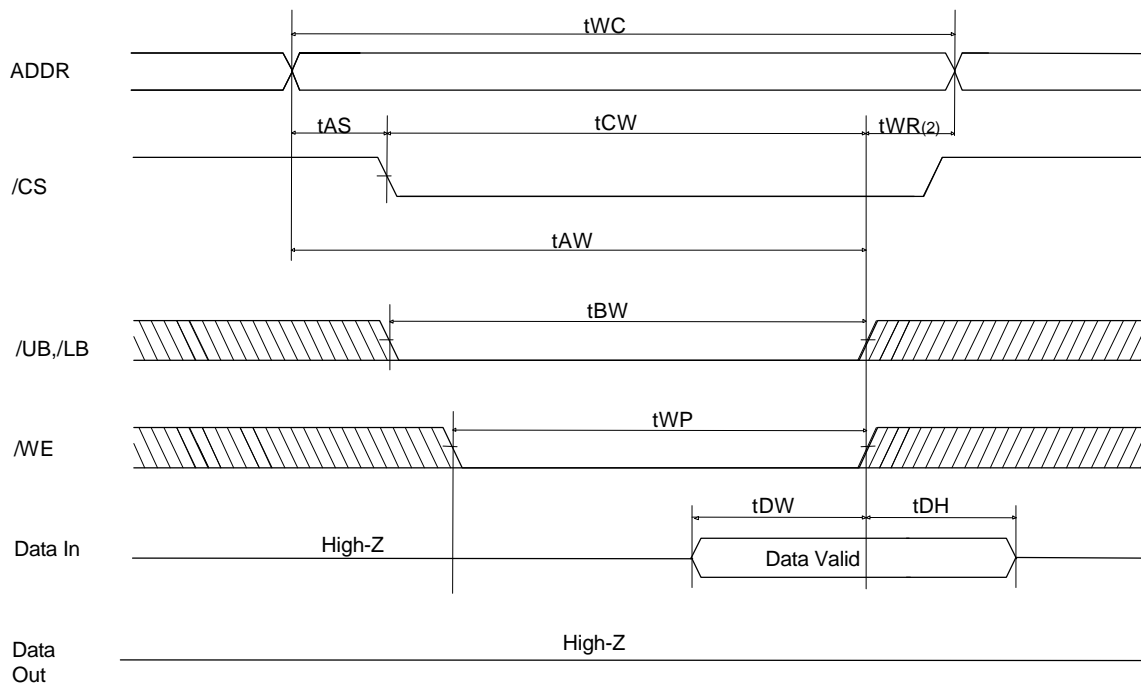 tWC
ADDR
tAS
tCW
tWR(2)
/CS
tAW
tBW
/UB,/LB
tWP
/WE
tDW
tDH
Data In
High-Z
Data Valid
High-Z
Data
Out